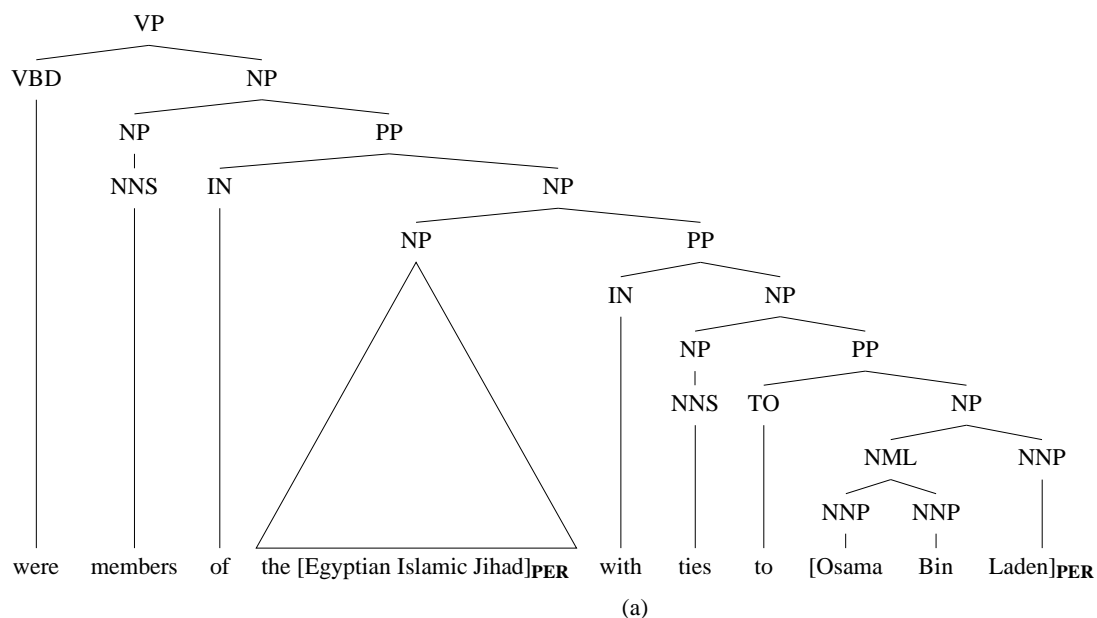 VP
VBD NP
NP PP
NNS IN NP
NP PP
IN NP
NP PP
NNS TO NP
NML NNP
NNP NNP
were members of the [Egyptian Islamic Jihad]PER with ties to [Osama Bin Laden]PER
(a)